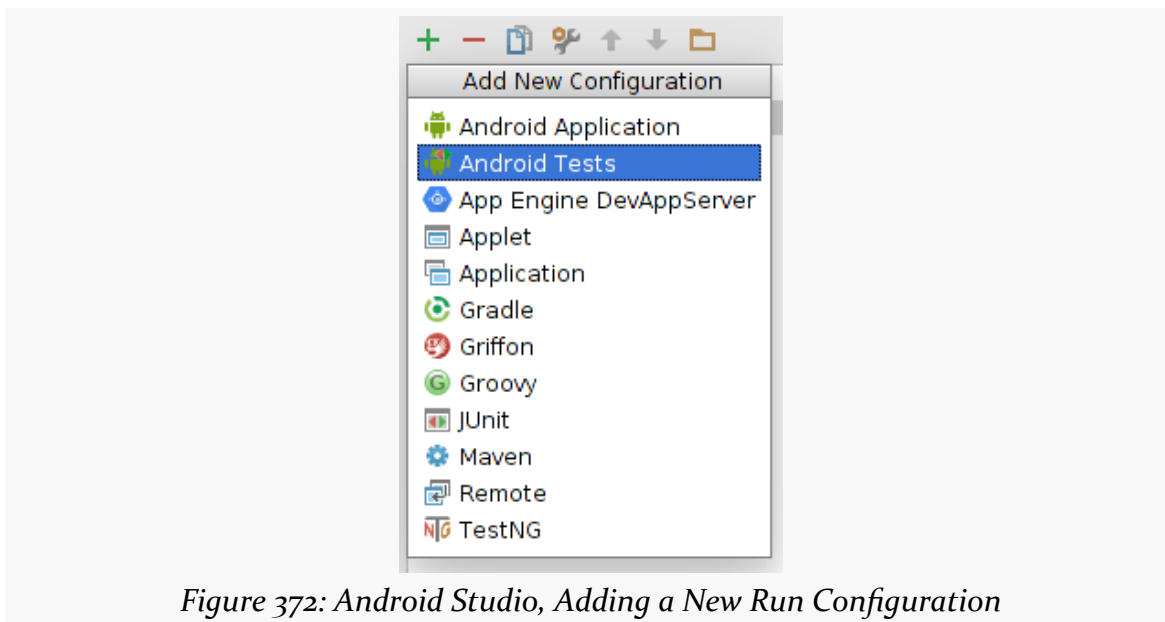 Add New Configuration
Android Application
Android Tests
App Engine DevAppServer
Applet
Application
Gradle
Griffon
G Groovy
JUnit
Maven
Remote
NTG TestNG
Figure 372: Android Studio, Adding a New Run Configuration